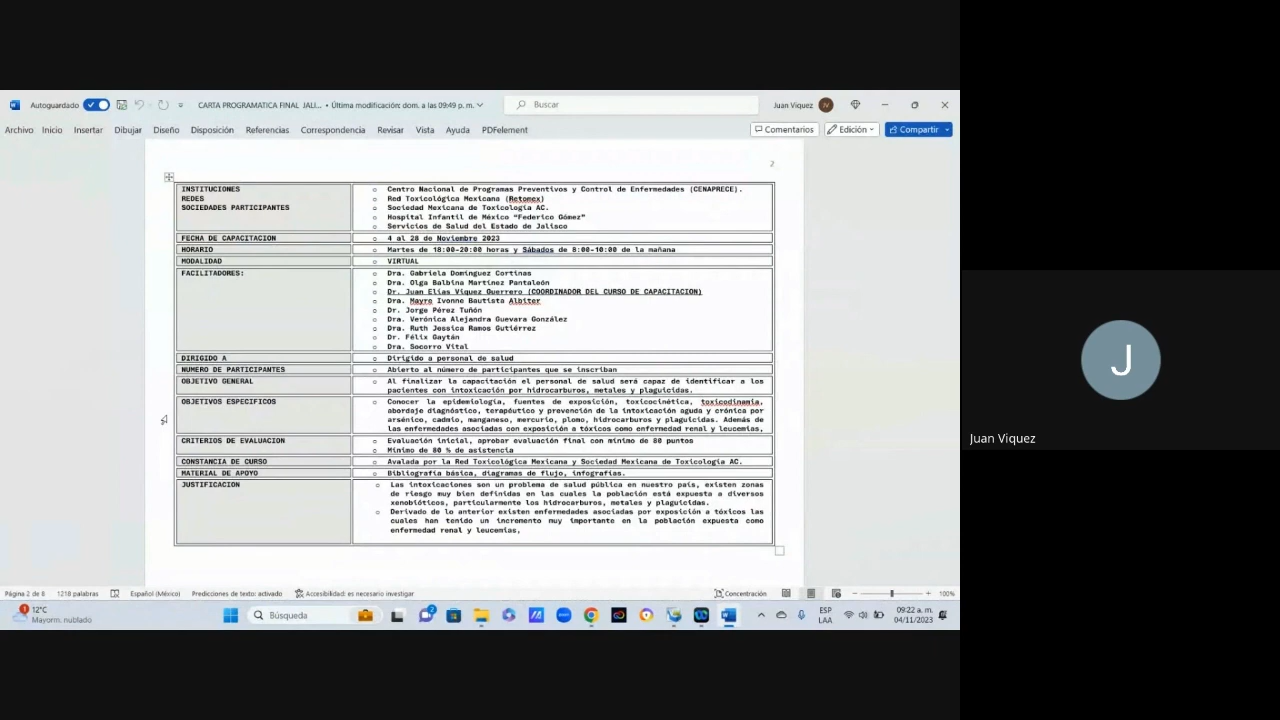 Autoguardado
CARTA PROGRAMATICA FINAL JALI... • Última modificación: dom. a las 09:49 p. m.
Buscar
Juan Viquez
JV
Archivo Inicio Insertar Dibujar Diseño Disposición Referencias Correspondencia Revisar Vista Ayuda PDFelement
Comentarios
Edición
Compartir
2
INSTITUCIONES
REDES
SOCIEDADES PARTICIPANTES
o Centro Nacional de Programas Preventivos y Control de Enfermedades (CENAPRECE).
o Red Toxicológica Mexicana (Retomex)
o Sociedad Mexicana de Toxicología AC.
o Hospital Infantil de México “Federico Gómez”
o Servicios de Salud del Estado de Jalisco
FECHA DE CAPACITACION
o 4 al 28 de Noviembre 2023
HORARIO
o Martes de 18:00-20:00 horas y Sábados de 8:00-10:00 de la mañana
MODALIDAD
o VIRTUAL
FACILITADORES:
o Dra. Gabriela Domínguez Cortinas
o Dra. Olga Balbina Martínez Pantaleón
o Dr. Juan Elías Víquez Guerrero (COORDINADOR DEL CURSO DE CAPACITACION)
o Dra. Mayra Ivonne Bautista Albiter
o Dr. Jorge Pérez Tuñón
o Dra. Verónica Alejandra Guevara González
o Dra. Ruth Jessica Ramos Gutiérrez
o Dr. Félix Gaytán
o Dra. Socorro Vital
DIRIGIDO A
o Dirigido a personal de salud
NUMERO DE PARTICIPANTES
o Abierto al número de participantes que se inscriban
OBJETIVO GENERAL
o Al finalizar la capacitación el personal de salud será capaz de identificar a los
pacientes con intoxicación por hidrocarburos, metales y plaguicidas.
OBJETIVOS ESPECIFICOS
o Conocer la epidemiología, fuentes de exposición, toxicocinética, toxicodinamia,
abordaje diagnóstico, terapéutico y prevención de la intoxicación aguda y crónica por
arsénico, cadmio, manganeso, mercurio, plomo, hidrocarburos y plaguicidas. Además de
las enfermedades asociadas con exposición a tóxicos como enfermedad renal y leucemias,
CRITERIOS DE EVALUACION
o Evaluación inicial, aprobar evaluación final con mínimo de 80 puntos
o Mínimo de 80 % de asistencia
CONSTANCIA DE CURSO
o Avalada por la Red Toxicológica Mexicana y Sociedad Mexicana de Toxicología AC.
MATERIAL DE APOYO
o Bibliografía básica, diagramas de flujo, infografías.
JUSTIFICACION
o Las intoxicaciones son un problema de salud pública en nuestro país, existen zonas
de riesgo muy bien definidas en las cuales la población está expuesta a diversos
xenobióticos, particularmente los hidrocarburos, metales y plaguicidas.
o Derivado de lo anterior existen enfermedades asociadas por exposición a tóxicos las
cuales han tenido un incremento muy importante en la población expuesta como
enfermedad renal y leucemias,
Página 2 de 8 1218 palabras Español (México) Predicciones de texto: activado Accesibilidad: es necesario investigar
Concentración
100%
1
12°C
Mayorm. nublado
Búsqueda
ESP
LAA
09:22 a. m.
04/11/2023
J
Juan Viquez